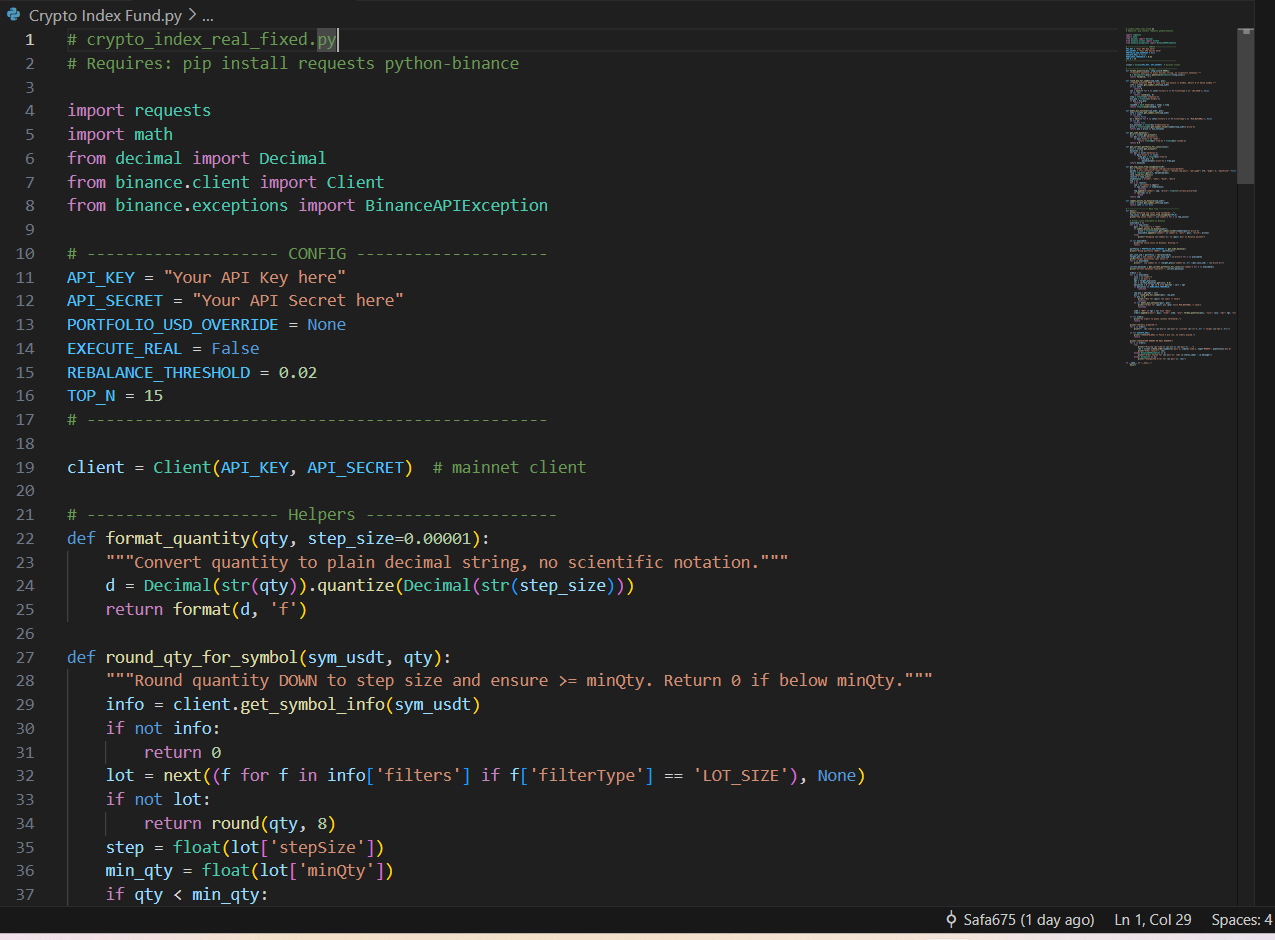 Crypto Index Fund.py > ...
1 # crypto_index_real_fixed.py
2 # Requires: pip install requests python-binance
3
4 import requests
5 import math
6 from decimal import Decimal
7 from binance.client import Client
8 from binance.exceptions import BinanceAPIException
9
10 # -------------------- CONFIG --------------------
11 API_KEY = "Your API Key here"
12 API_SECRET = "Your API Secret here"
13 PORTFOLIO_USD_OVERRIDE = None
14 EXECUTE_REAL = False
15 REBALANCE_THRESHOLD = 0.02
16 TOP_N = 15
17 # ------------------------------------------------
18
19 client = Client(API_KEY, API_SECRET)  # mainnet client
20
21 # -------------------- Helpers --------------------
22 def format_quantity(qty, step_size=0.00001):
23     """Convert quantity to plain decimal string, no scientific notation."""
24     d = Decimal(str(qty)).quantize(Decimal(str(step_size)))
25     return format(d, 'f')
26
27 def round_qty_for_symbol(sym_usdt, qty):
28     """Round quantity DOWN to step size and ensure >= minQty. Return 0 if below minQty."""
29     info = client.get_symbol_info(sym_usdt)
30     if not info:
31         return 0
32     lot = next((f for f in info['filters'] if f['filterType'] == 'LOT_SIZE'), None)
33     if not lot:
34         return round(qty, 8)
35     step = float(lot['stepSize'])
36     min_qty = float(lot['minQty'])
37     if qty < min_qty:
Safa675 (1 day ago) Ln 1, Col 29 Spaces: 4